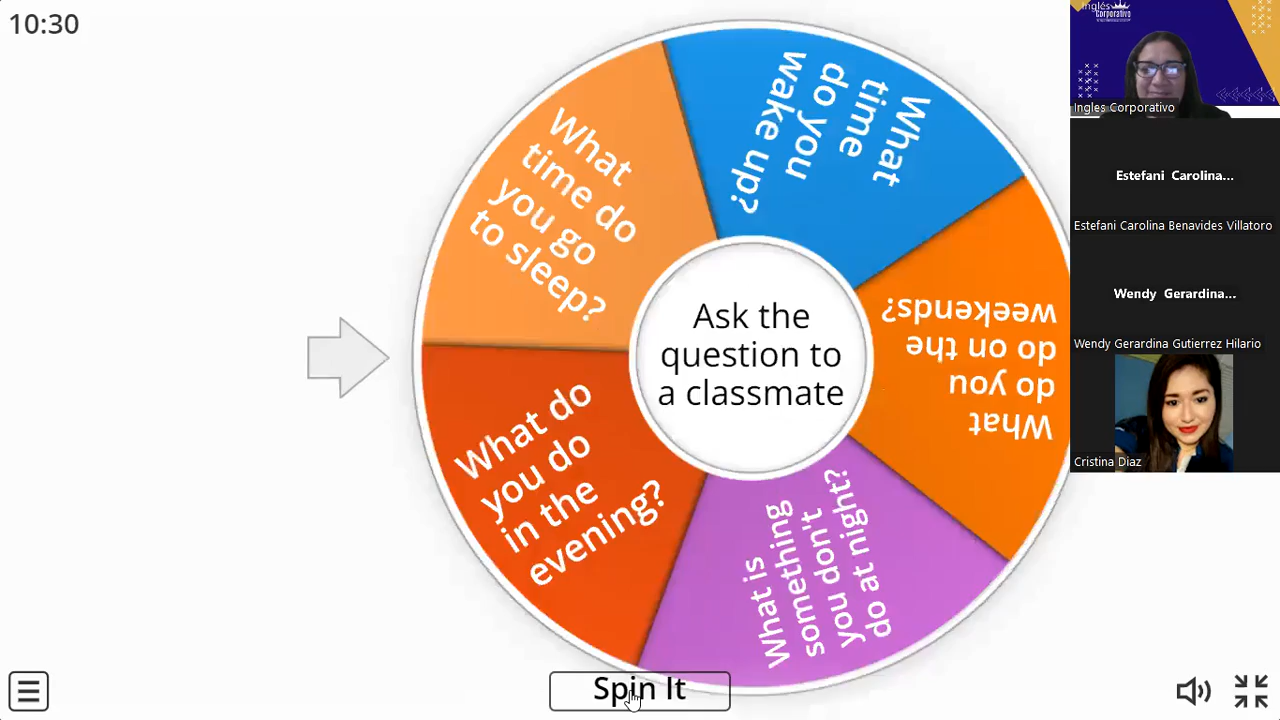 10:30
What
time do
you go
to sleep?
What
time
do you
wake up?
What
do you
do on the
weekends?
What is
something
you don't
do at night?
What do
you do
in the
evening?
Ask the
question to
a classmate
Spin It
Inglés
Corporativo
Ingles Corporativo
Estefani Carolina...
Estefani Carolina Benavides Villatoro
Wendy Gerardina...
Wendy Gerardina Gutierrez Hilario
Cristina Diaz